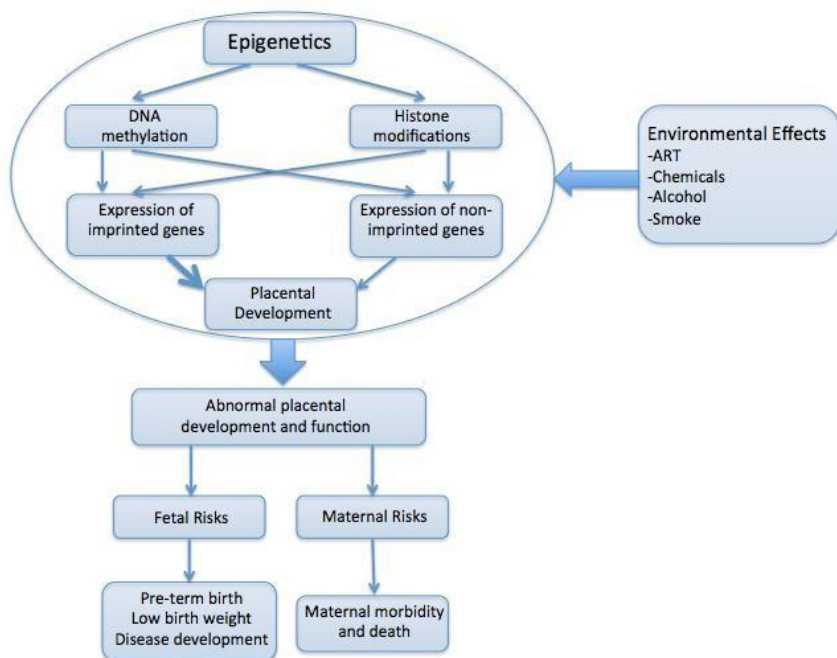 Epigenetics
DNA
methylation
Histone
modifications
Environmental Effects
-ART
-Chemicals
-Alcohol
-Smoke
Expression of
imprinted genes
Expression of non-
imprinted genes
Placental
Development
Abnormal placental
development and function
Fetal Risks
Maternal Risks
Pre-term birth
Low birth weight
Disease development
Maternal morbidity
and death